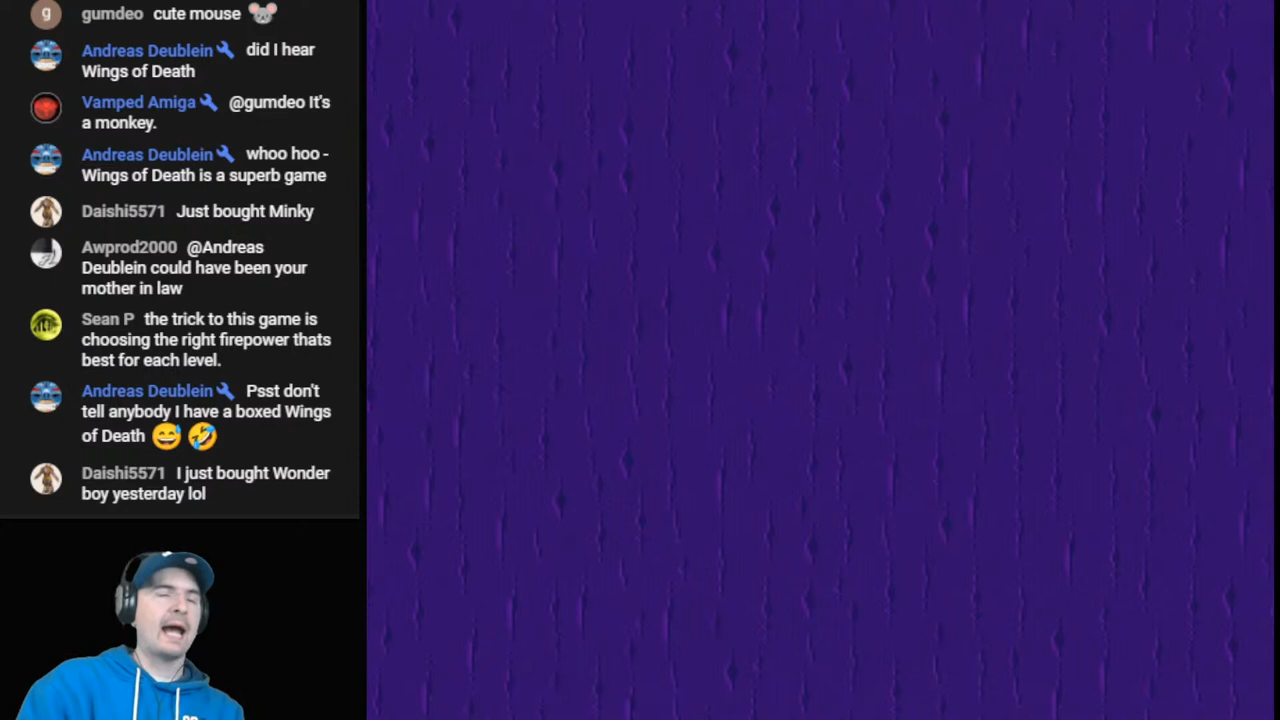 gumdeo cute mouse
Andreas Deublein did I hear
Wings of Death
Vamped Amiga @gumdeo It's
a monkey.
Andreas Deublein whoo hoo -
Wings of Death is a superb game
Daishi5571 Just bought Minky
Awprod2000 @Andreas
Deublein could have been your
mother in law
Sean P the trick to this game is
choosing the right firepower thats
best for each level.
Andreas Deublein Psst don't
tell anybody I have a boxed Wings
of Death
Daishi5571 I just bought Wonder
boy yesterday lol